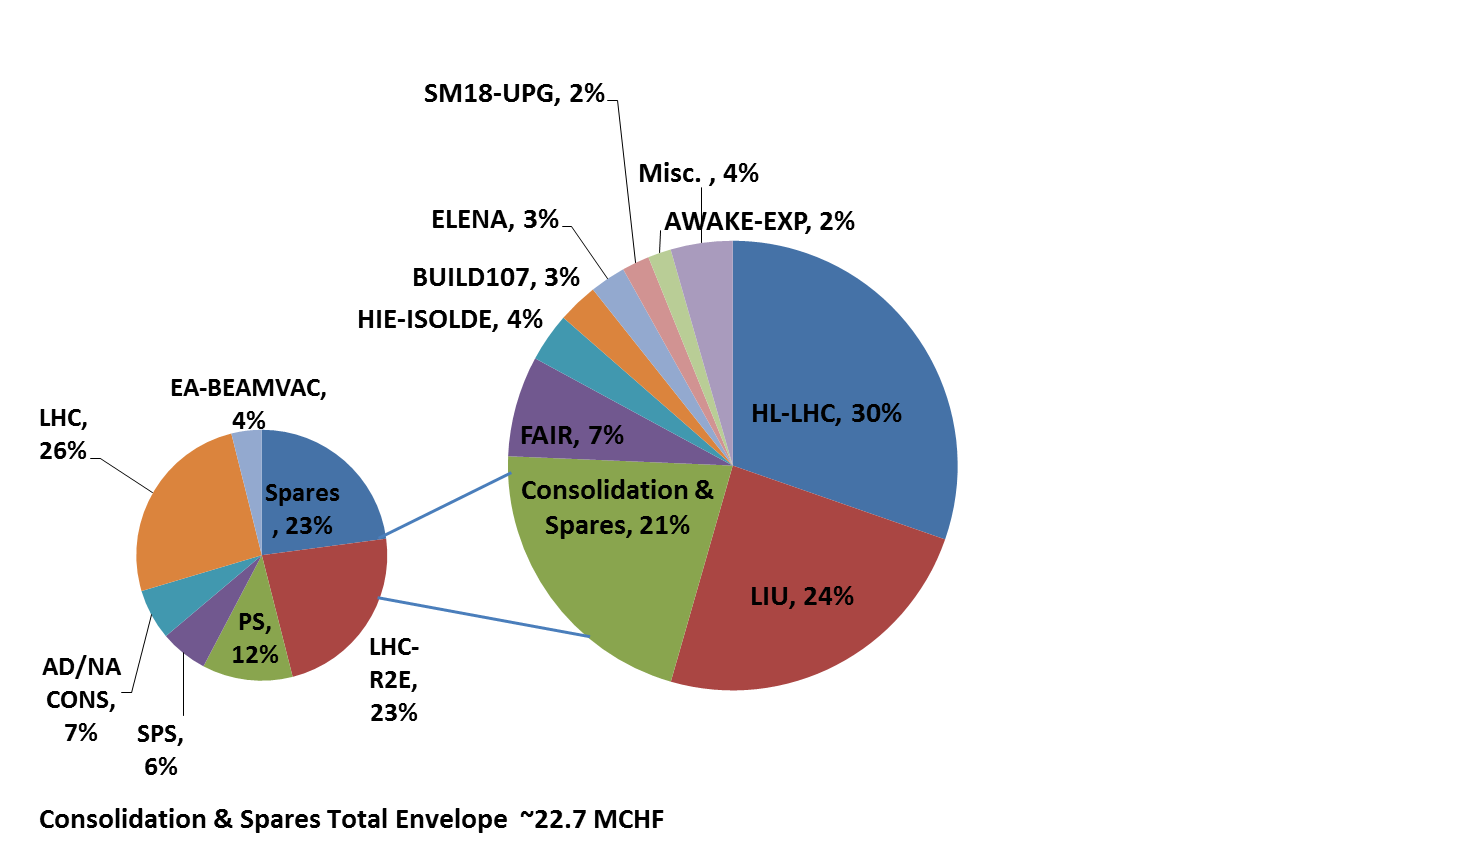 SM18-UPG, 2%
Misc. , 4%
ELENA, 3%
AWAKE-EXP, 2%
BUILD107, 3%
HIE-ISOLDE, 4%
HL-LHC, 30%
FAIR, 7%
Consolidation &
Spares, 21%
LIU, 24%
EA-BEAMVAC,
4%
LHC,
26%
Spares
, 23%
PS,
12%
LHC-
R2E,
23%
AD/NA
CONS,
7%
SPS,
6%
Consolidation & Spares Total Envelope ~22.7 MCHF